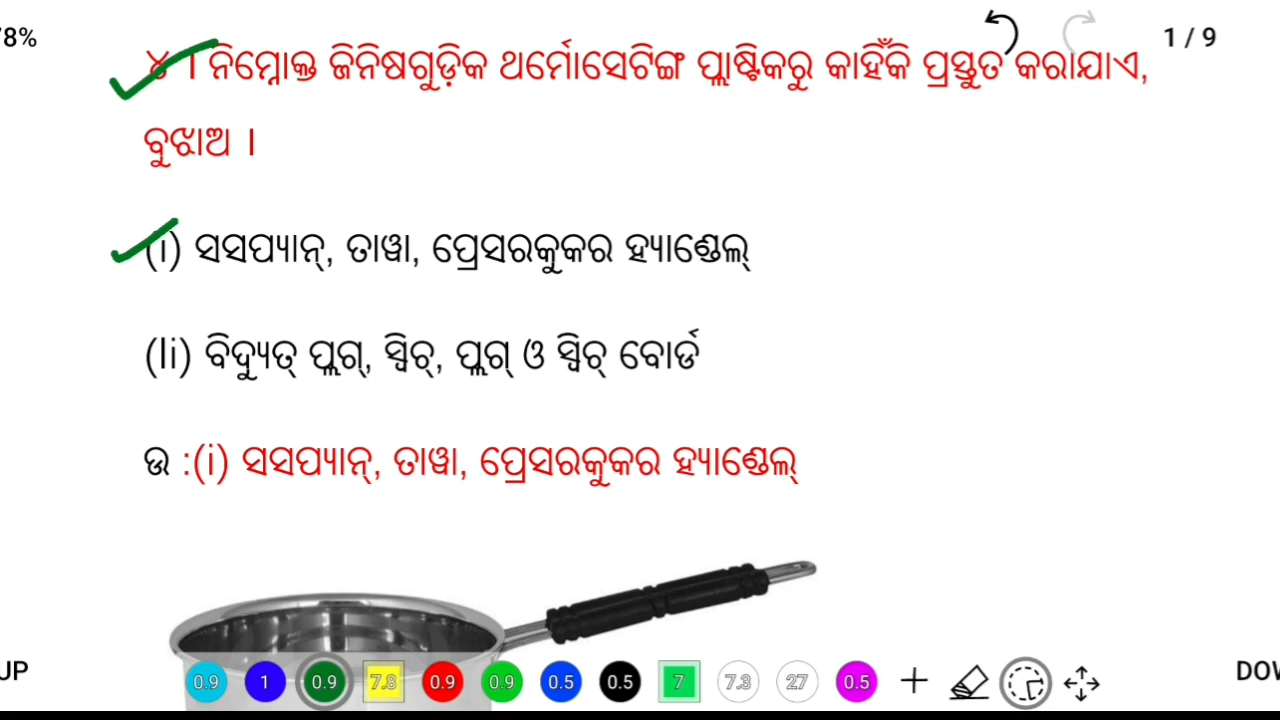 78%
1 / 9
୪ । ନିମ୍ନୋକ୍ତ ଜିନିଷଗୁଡ଼ିକ ଥର୍ମୋସେଟିଙ୍ଗ ପ୍ଲାଷ୍ଟିକରୁ କାହିଁକି ପ୍ରସ୍ତୁତ କରାଯାଏ,
ବୁଝାଅ ।
(i) ସସପ୍ୟାନ୍, ତାୱା, ପ୍ରେସରକୁକର ହ୍ୟାଣ୍ଡେଲ୍
(Ii) ବିଦ୍ୟୁତ୍ ପ୍ଲଗ୍, ସ୍ୱିଚ୍, ପ୍ଲଗ୍ ଓ ସ୍ୱିଚ୍ ବୋର୍ଡ
ଉ :(i) ସସପ୍ୟାନ୍, ତାୱା, ପ୍ରେସରକୁକର ହ୍ୟାଣ୍ଡେଲ୍
UP
0.9 1 0.9 7.8 0.9 0.9 0.5 0.5 7 7.3 27 0.5